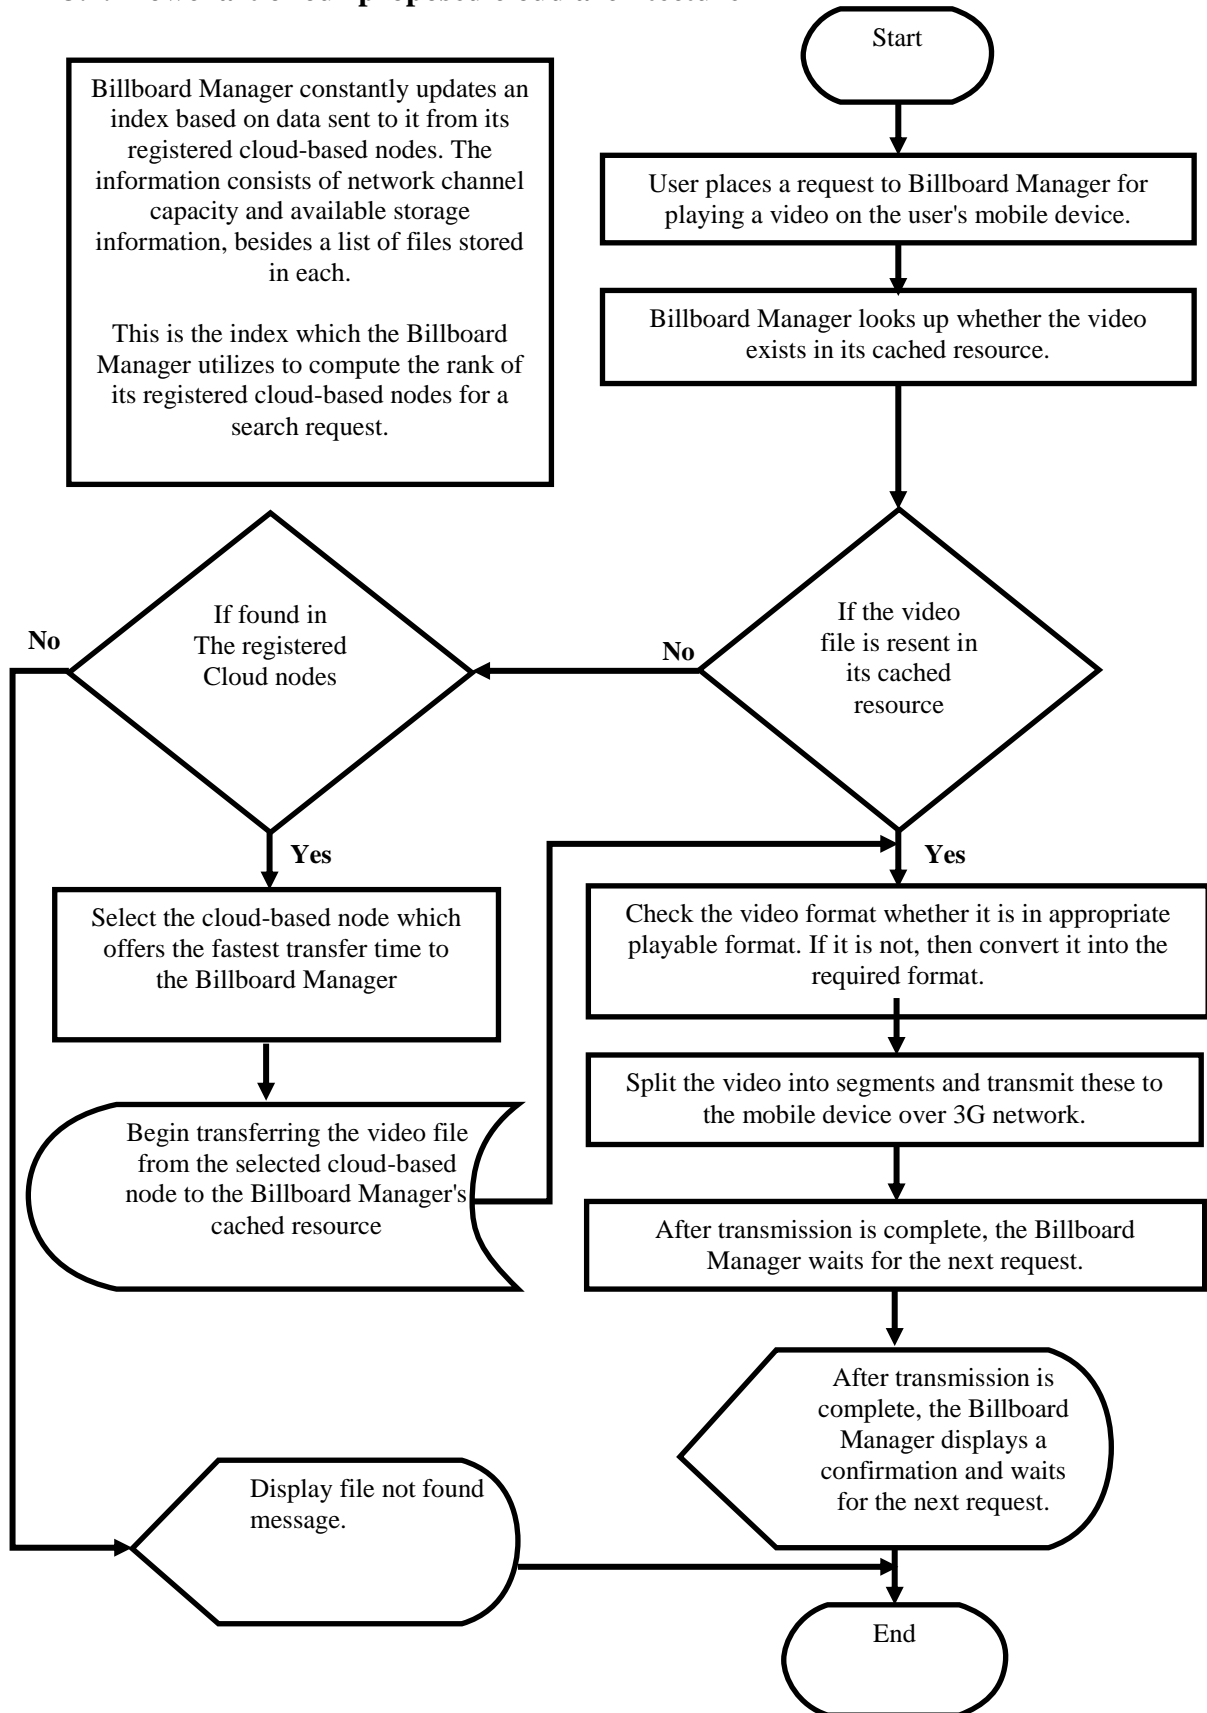 Start
Billboard Manager constantly updates an
index based on data sent to it from its
registered cloud-based nodes. The
information consists of network channel
capacity and available storage
information, besides a list of files stored
in each.
This is the index which the Billboard
Manager utilizes to compute the rank of
its registered cloud-based nodes for a
search request.
User places a request to Billboard Manager for
playing a video on the user's mobile device.
Billboard Manager looks up whether the video
exists in its cached resource.
If the video
file is resent in
its cached
resource
No
If found in
The registered
Cloud nodes
No
Yes
Yes
Select the cloud-based node which
offers the fastest transfer time to
the Billboard Manager
Begin transferring the video file
from the selected cloud-based
node to the Billboard Manager's
cached resource
Check the video format whether it is in appropriate
playable format. If it is not, then convert it into the
required format.
Split the video into segments and transmit these to
the mobile device over 3G network.
After transmission is complete, the Billboard
Manager waits for the next request.
After transmission is
complete, the Billboard
Manager displays a
confirmation and waits
for the next request.
Display file not found
message.
End